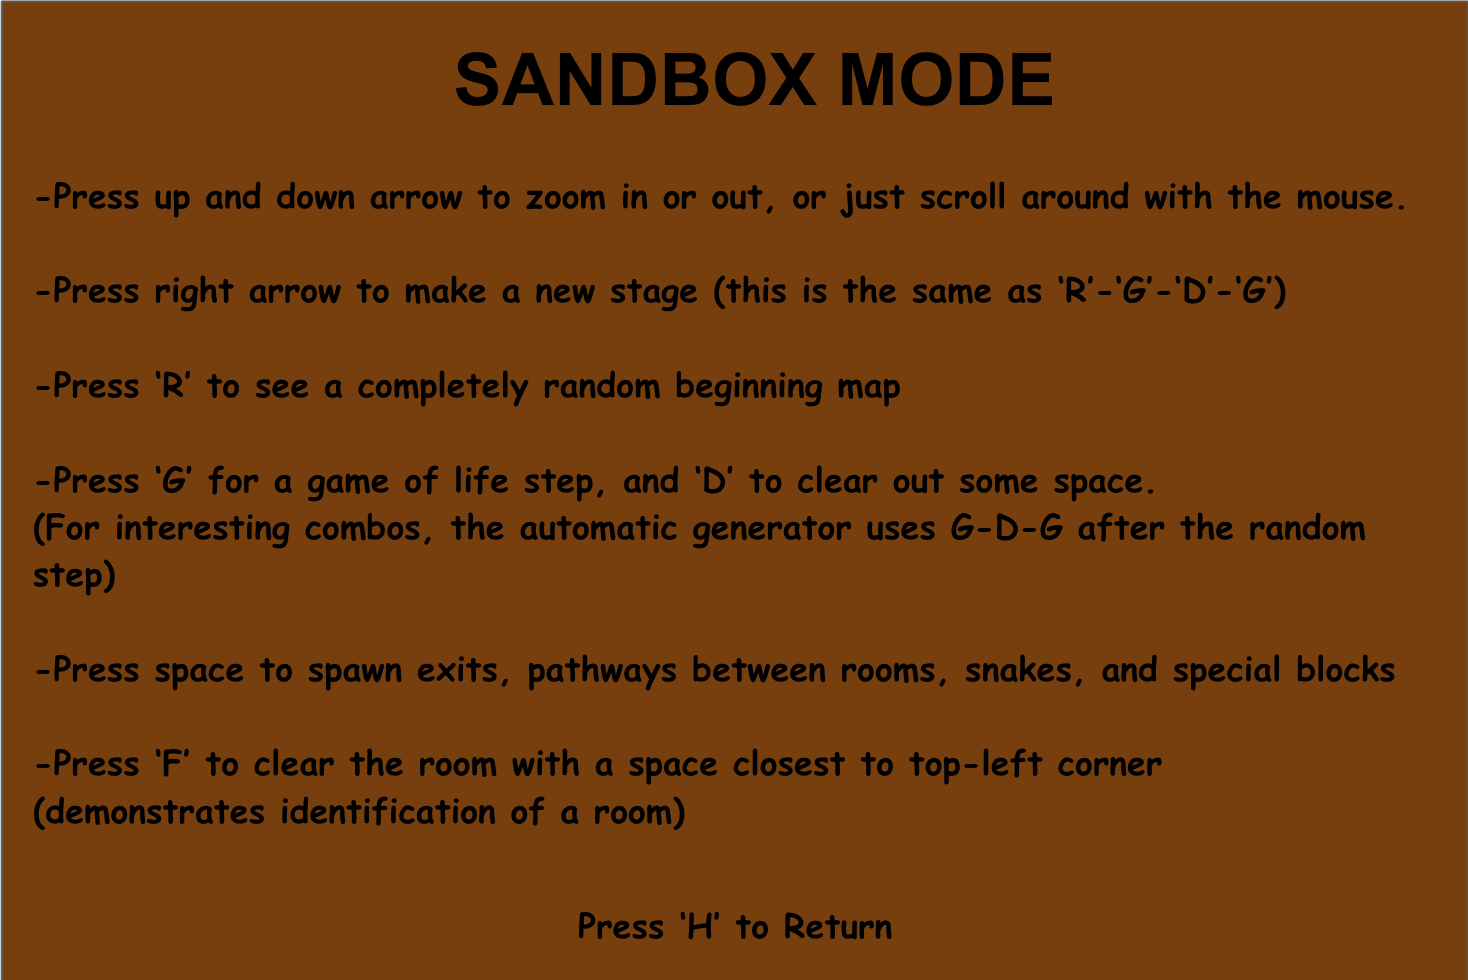 SANDBOX MODE
-Press up and down arrow to zoom in or out, or just scroll around with the mouse.
-Press right arrow to make a new stage (this is the same as ‘R’-‘G’-‘D’-‘G’)
-Press ‘R’ to see a completely random beginning map
-Press ‘G’ for a game of life step, and ‘D’ to clear out some space.
(For interesting combos, the automatic generator uses G-D-G after the random
step)
-Press space to spawn exits, pathways between rooms, snakes, and special blocks
-Press ‘F’ to clear the room with a space closest to top-left corner
(demonstrates identification of a room)
Press ‘H’ to Return